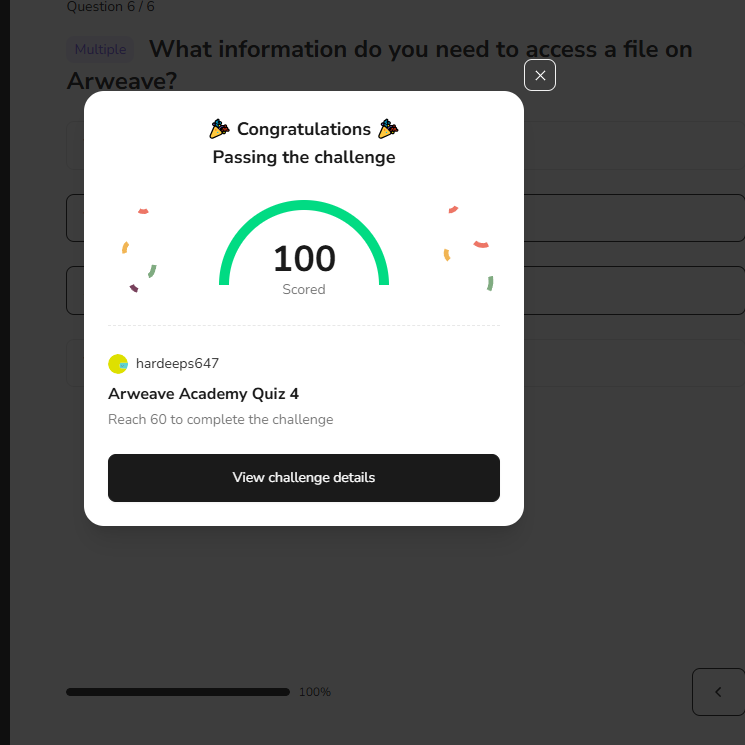 Question 6 / 6
Multiple What information do you need to access a file on
Arweave?
🎉 Congratulations 🎉
Passing the challenge
100
Scored
hardeeps647
Arweave Academy Quiz 4
Reach 60 to complete the challenge
View challenge details
100%